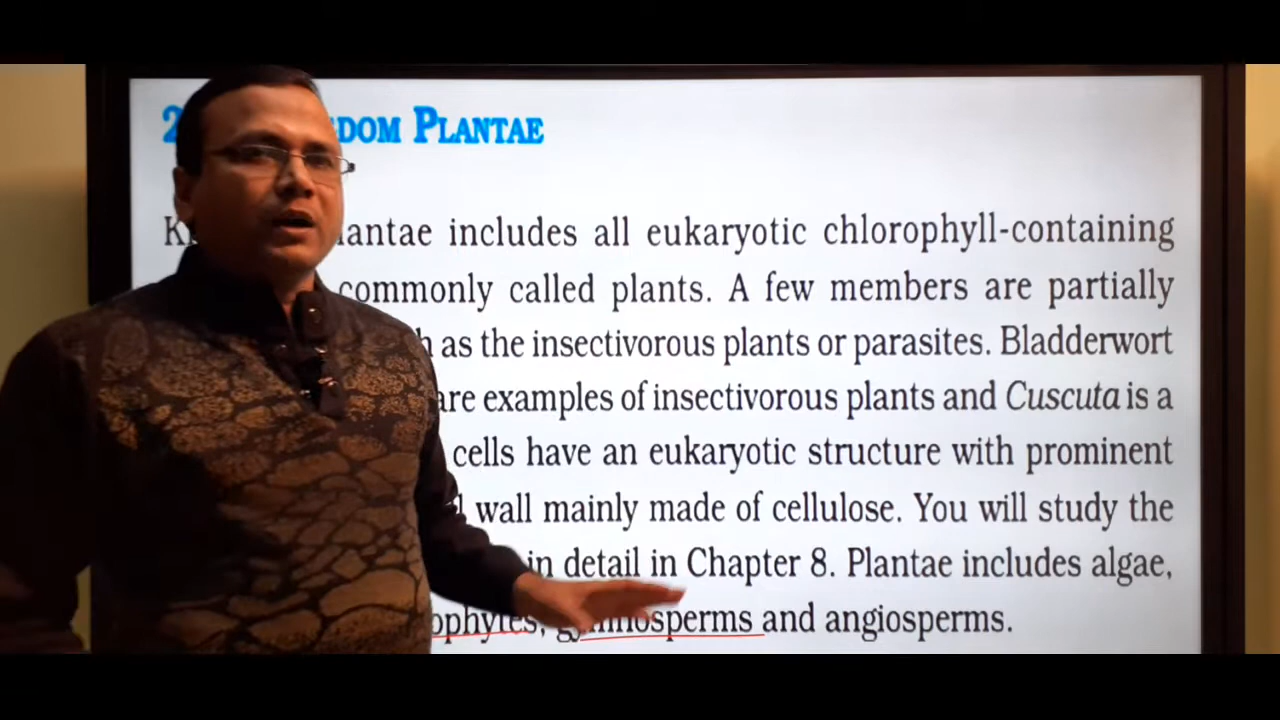 2 DOM PLANTAE
K lantae includes all eukaryotic chlorophyll-containing
commonly called plants. A few members are partially
h as the insectivorous plants or parasites. Bladderwort
are examples of insectivorous plants and Cuscuta is a
cells have an eukaryotic structure with prominent
l wall mainly made of cellulose. You will study the
in detail in Chapter 8. Plantae includes algae,
ophytes, gymnosperms and angiosperms.